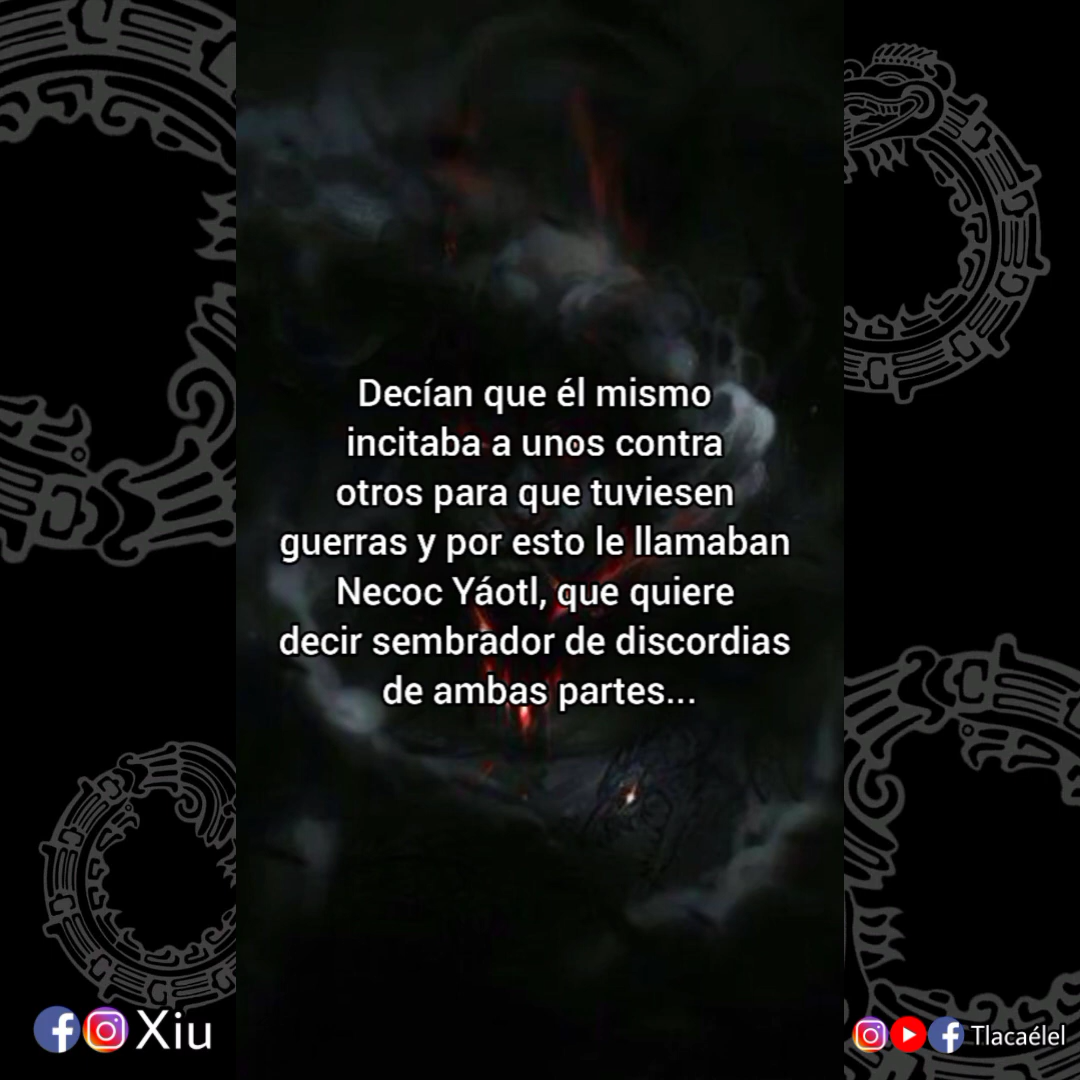 Decían que él mismo
incitaba a unos contra
otros para que tuviesen
guerras y por esto le llamaban
Necoc Yáotl, que quiere
decir sembrador de discordias
de ambas partes...
Xiu
Tlacaélel